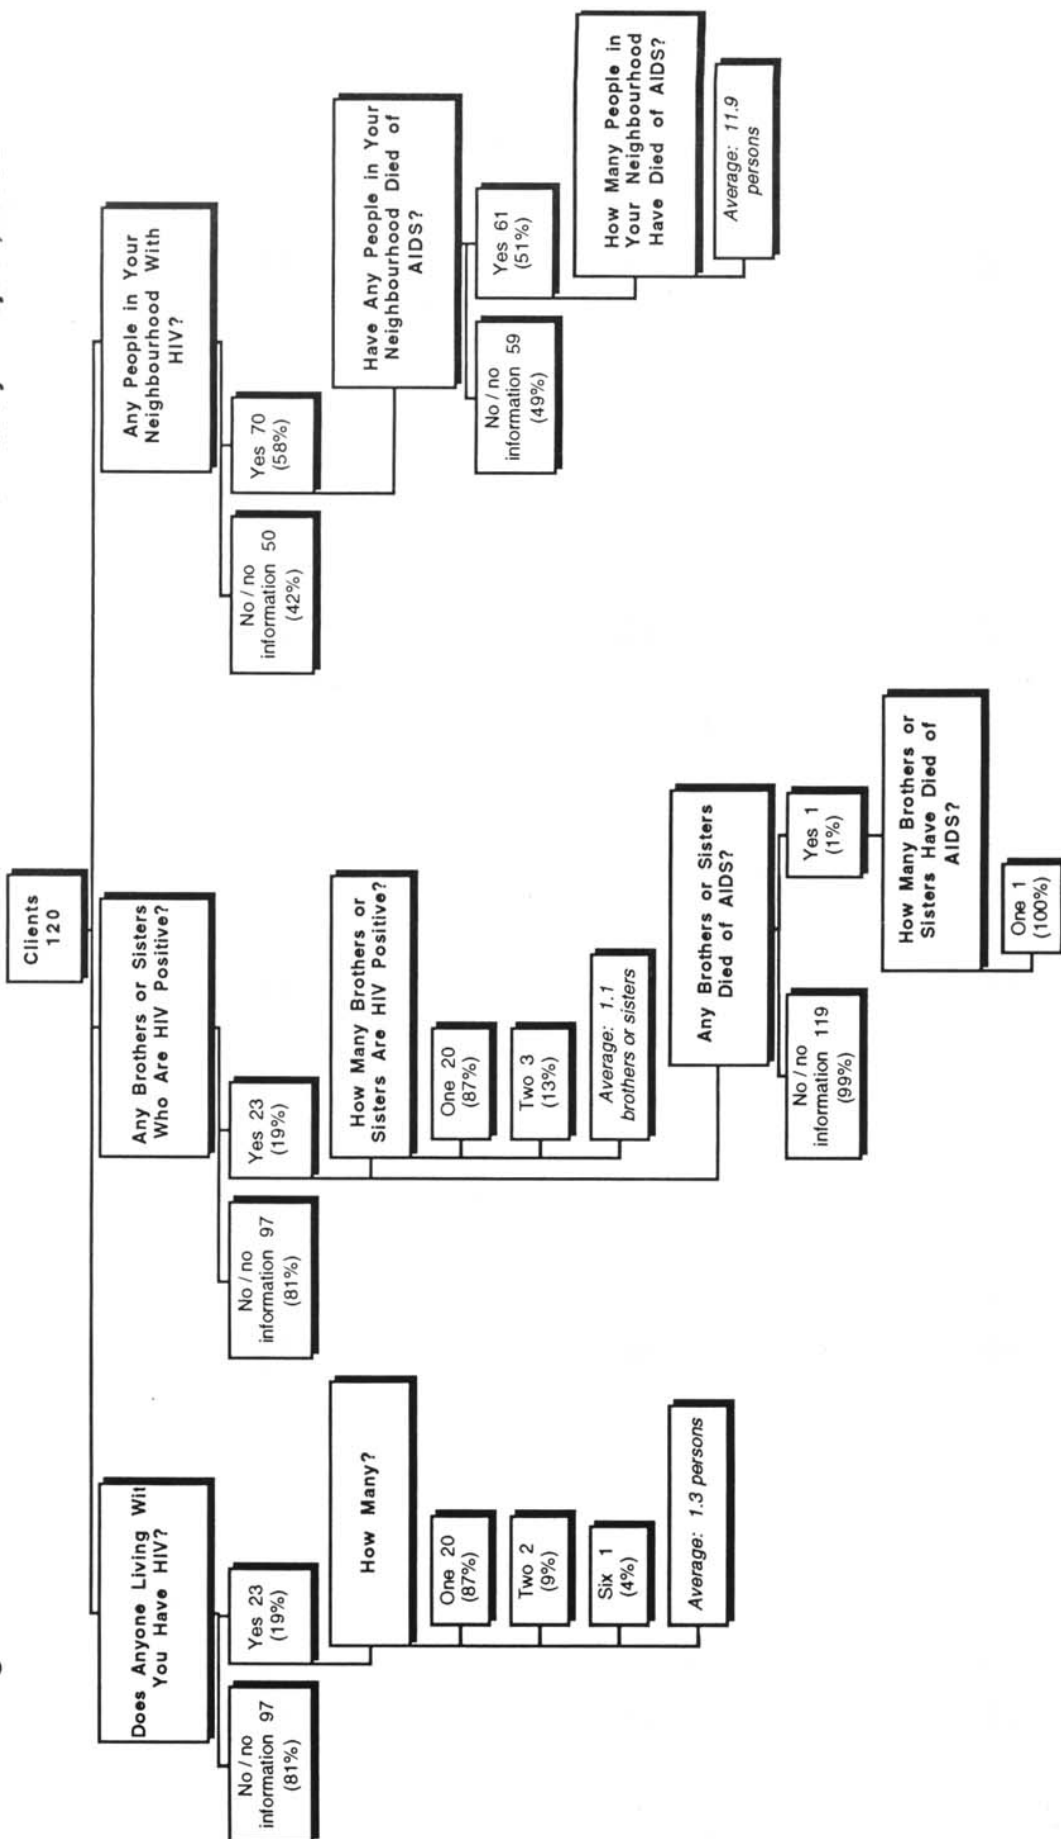 Clients
120
Does Anyone Living Wit
You Have HIV?
No / no
information 97
(81%)
Yes 23
(19%)
How Many?
One 20
(87%)
Two 2
(9%)
Six 1
(4%)
Average: 1.3 persons
Any Brothers or Sisters
Who Are HIV Positive?
No / no
information 97
(81%)
Yes 23
(19%)
How Many Brothers or
Sisters Are HIV Positive?
One 20
(87%)
Two 3
(13%)
Average: 1.1
brothers or sisters
Any Brothers or Sisters
Died of AIDS?
No / no
information 119
(99%)
Yes 1
(1%)
How Many Brothers or
Sisters Have Died of
AIDS?
One 1
(100%)
Any People in Your
Neighbourhood With
HIV?
No / no
information 50
(42%)
Yes 70
(58%)
Have Any People in Your
Neighbourhood Died of
AIDS?
No / no
information 59
(49%)
Yes 61
(51%)
How Many People in
Your Neighbourhood
Have Died of AIDS?
Average: 11.9
persons